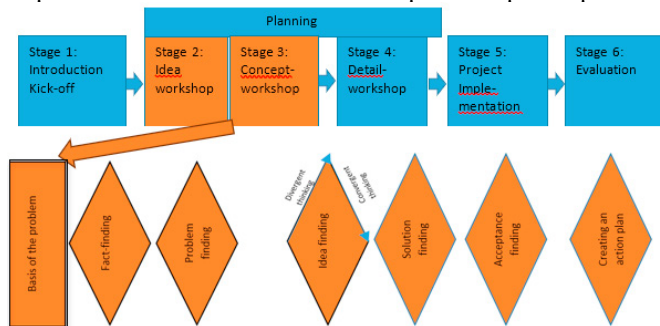 Planning
Stage 1:
Introduction
Kick-off
Stage 2:
Idea
workshop
Stage 3:
Concept-
workshop
Stage 4:
Detail-
workshop
Stage 5:
Project
Imple-
mentation
Stage 6:
Evaluation
Basis of the problem
Fact-finding
Problem
finding
Divergent
thinking
Convergent
thinking
Idea finding
Solution
finding
Acceptance
finding
Creating an
action plan